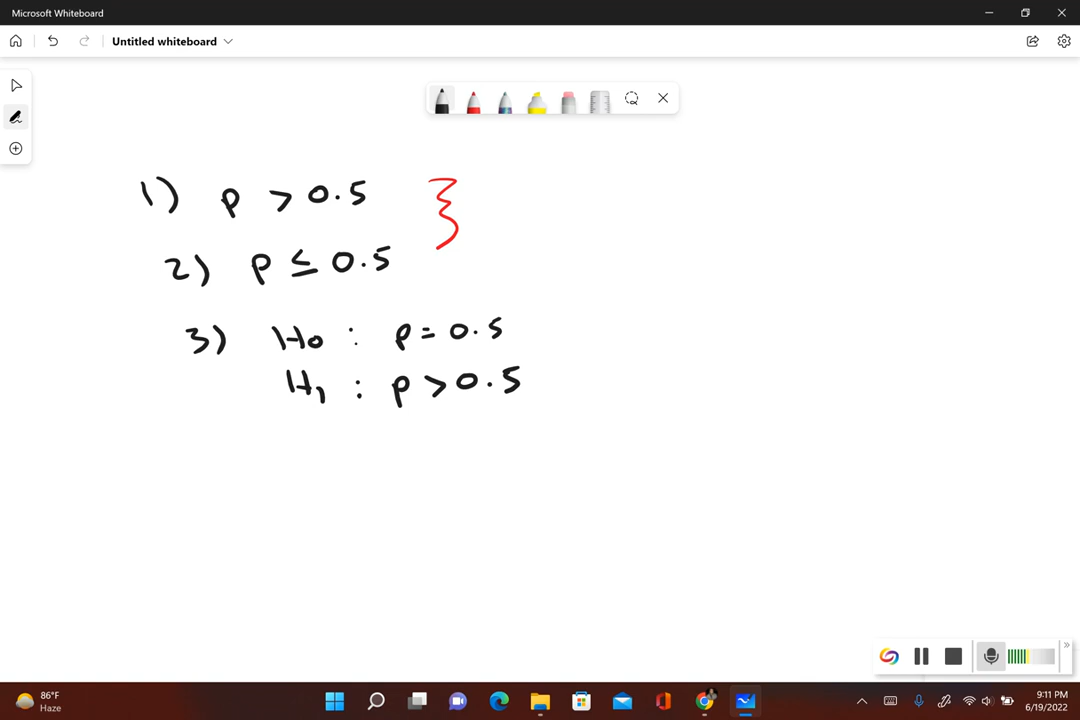 Microsoft Whiteboard
Untitled whiteboard
1) p > 0.5
2) p ≤ 0.5
3) H0 : p = 0.5
H1 : p > 0.5
86°F
Haze
9:11 PM
6/19/2022